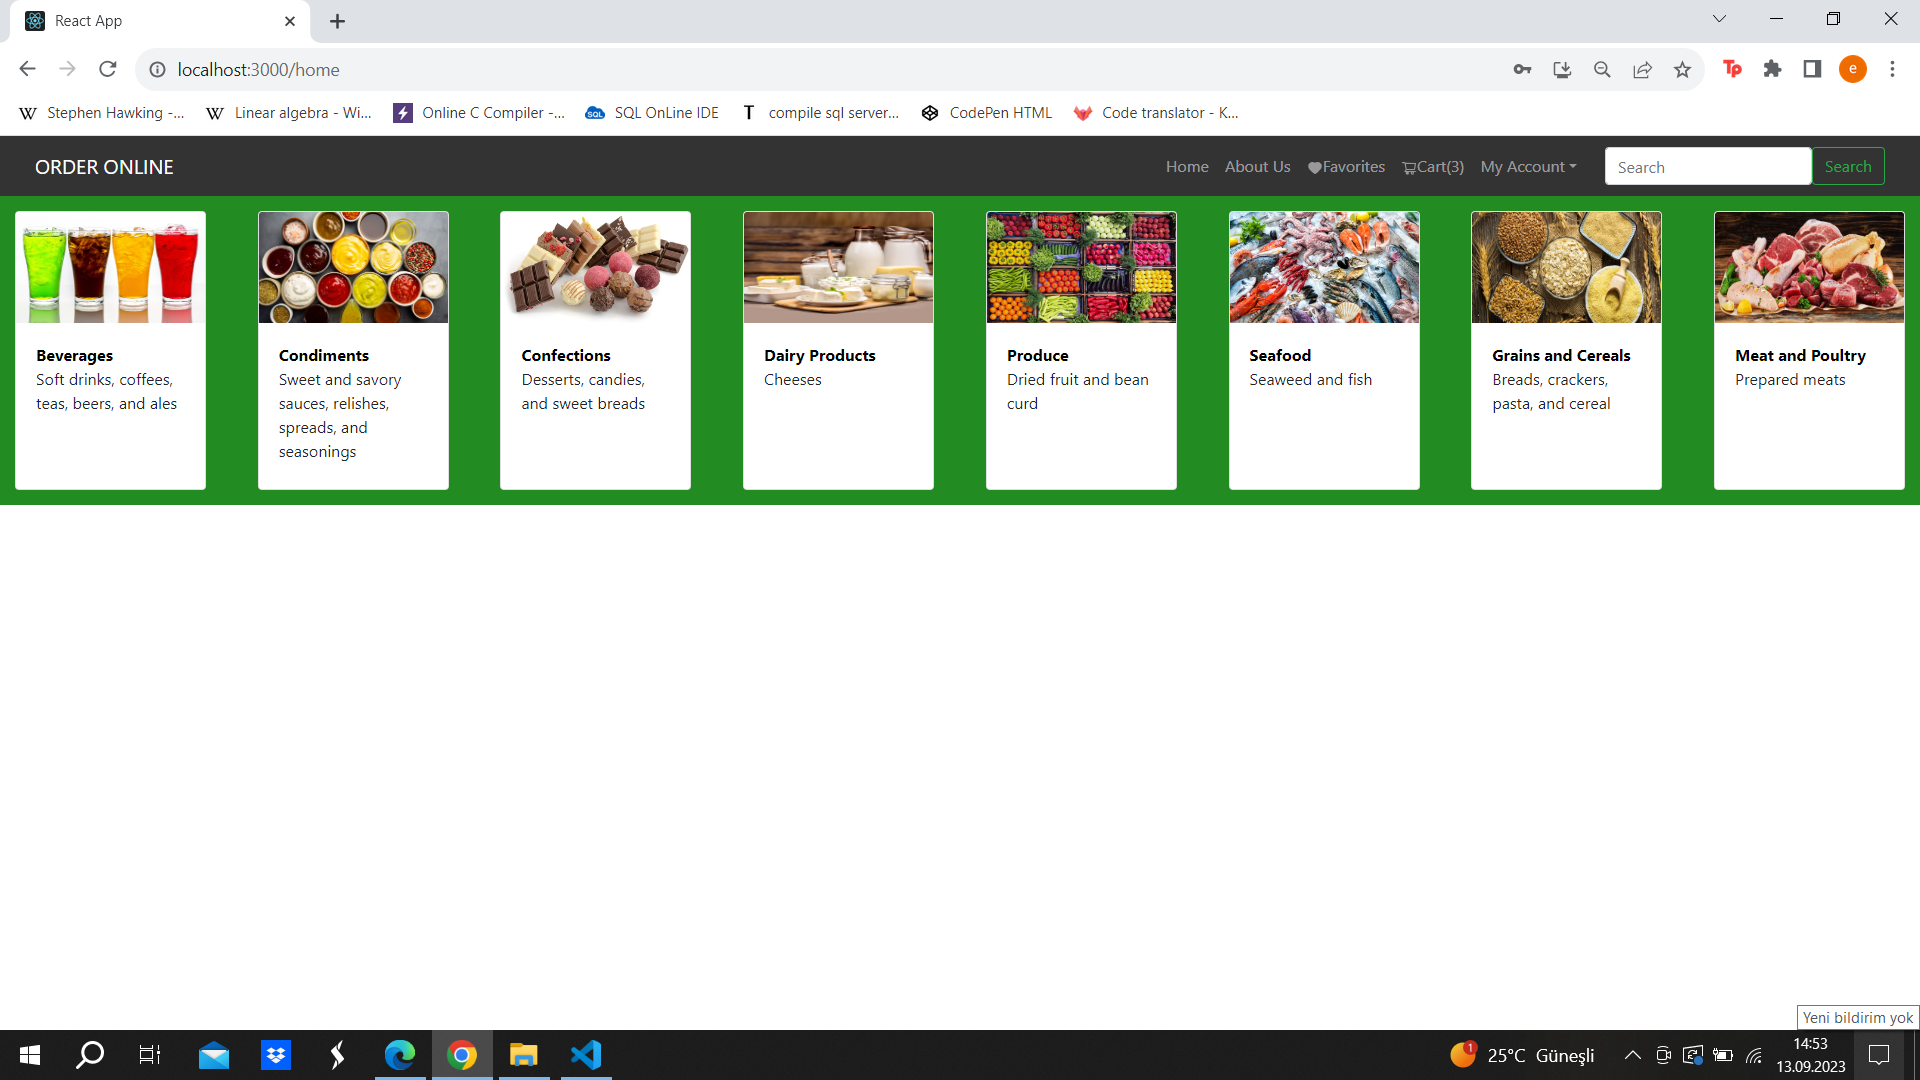 React App
localhost:3000/home
Tp
e
Stephen Hawking -...
Linear algebra - Wi...
Online C Compiler -...
SQL OnLine IDE
compile sql server...
CodePen HTML
Code translator - K...
ORDER ONLINE
Home
About Us
Favorites
Cart(3)
My Account
Search
Search
Beverages
Soft drinks, coffees,
teas, beers, and ales
Condiments
Sweet and savory
sauces, relishes,
spreads, and
seasonings
Confections
Desserts, candies,
and sweet breads
Dairy Products
Cheeses
Produce
Dried fruit and bean
curd
Seafood
Seaweed and fish
Grains and Cereals
Breads, crackers,
pasta, and cereal
Meat and Poultry
Prepared meats
Yeni bildirim yok
1
25°C Güneşli
14:53
13.09.2023